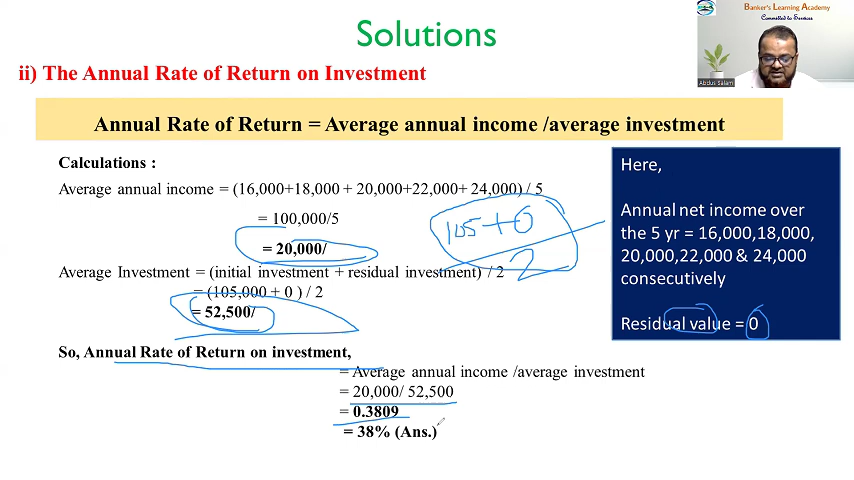 Banker's Learning Academy
Committed to Services
Solutions
Abdus Salam
ii) The Annual Rate of Return on Investment
Annual Rate of Return = Average annual income /average investment
Calculations :
Average annual income = (16,000+18,000 + 20,000+22,000+ 24,000) / 5
= 100,000/5
= 20,000/
Average Investment = (initial investment + residual investment) / 2
= (105,000 + 0 ) / 2
= 52,500/
So, Annual Rate of Return on investment,
= Average annual income /average investment
= 20,000/ 52,500
= 0.3809
= 38% (Ans.)
105+0
2
Here,
Annual net income over
the 5 yr = 16,000,18,000,
20,000,22,000 & 24,000
consecutively
Residual value = 0